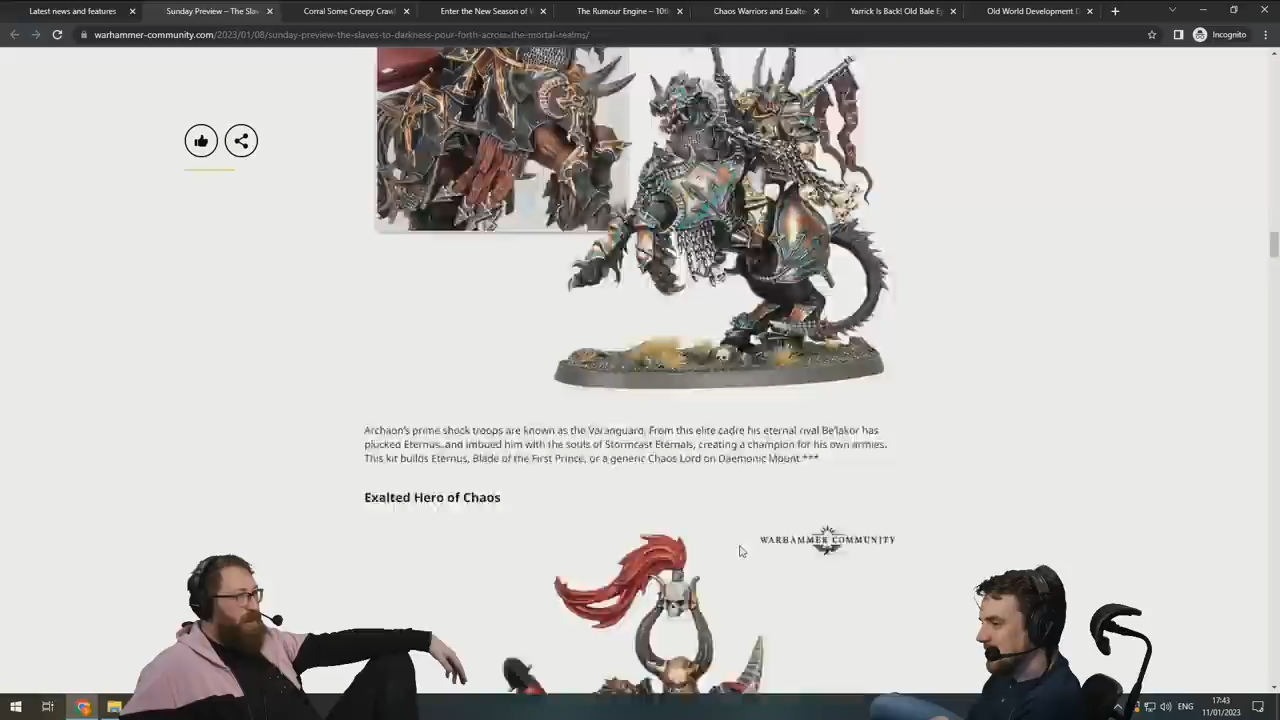 Latest news and features
Sunday Preview – The Sla
Corral Some Creepy Crawl
Enter the New Season of
The Rumour Engine – 10th
Chaos Warriors and Exalte
Yarrick Is Back! Old Bale Ey
Old World Development D
warhammer-community.com/2023/01/08/sunday-preview-the-slaves-to-darkness-pour-forth-across-the-mortal-realms/
Incognito
Archaon's prime shock troops are known as the Varanguard. From this elite cadre his eternal rival Be'lakor has
plucked Eternus, and imbued him with the souls of Stormcast Eternals, creating a champion for his own armies.
This kit builds Eternus, Blade of the First Prince, or a generic Chaos Lord on Daemonic Mount.***
Exalted Hero of Chaos
WARHAMMER COMMUNITY
ENG
17:43
11/01/2023